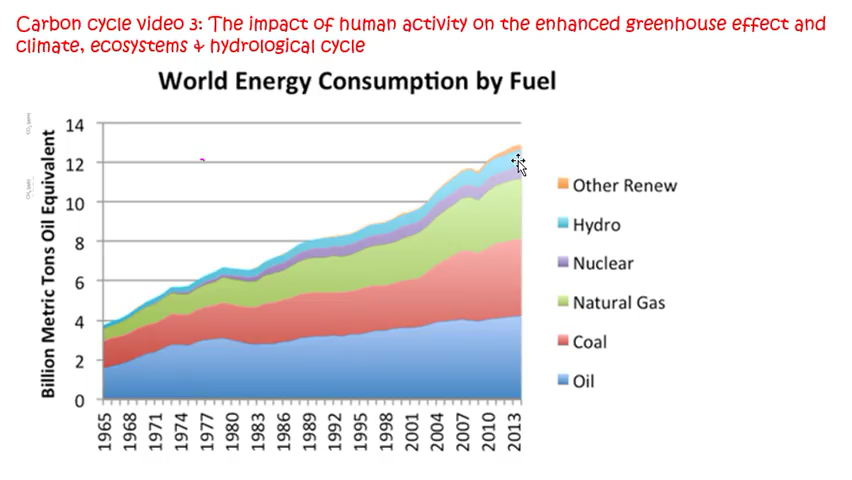 Carbon cycle video 3: The impact of human activity on the enhanced greenhouse effect and
climate, ecosystems & hydrological cycle
World Energy Consumption by Fuel
Billion Metric Tons Oil Equivalent
14
12
10
8
6
4
2
0
1965
1968
1971
1974
1977
1980
1983
1986
1989
1992
1995
1998
2001
2004
2007
2010
2013
Other Renew
Hydro
Nuclear
Natural Gas
Coal
Oil